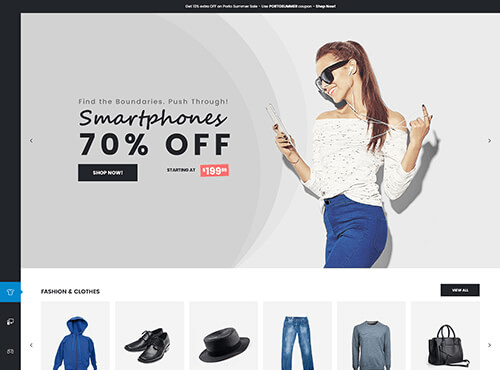 Get 10% extra OFF on Porto Summer Sale - Use PORTOSUMMER coupon - Shop Now!
Find the Boundaries. Push Through!
Smartphones
70% OFF
SHOP NOW!
STARTING AT $199
FASHION & CLOTHES
VIEW ALL